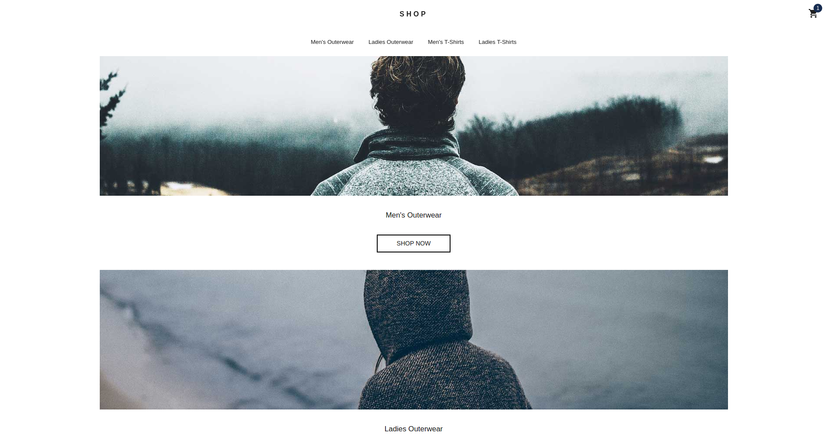 SHOP
1
Men's Outerwear Ladies Outerwear Men's T-Shirts Ladies T-Shirts
Men's Outerwear
SHOP NOW
Ladies Outerwear